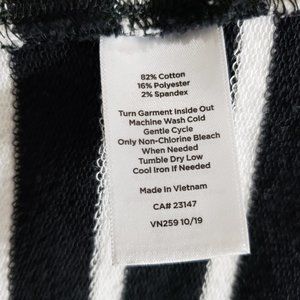 82% Cotton
16% Polyester
2% Spandex
Turn Garment Inside Out
Machine Wash Cold
Gentle Cycle
Only Non-Chlorine Bleach
When Needed
Tumble Dry Low
Cool Iron If Needed
Made in Vietnam
CA# 23147
VN259 10/19